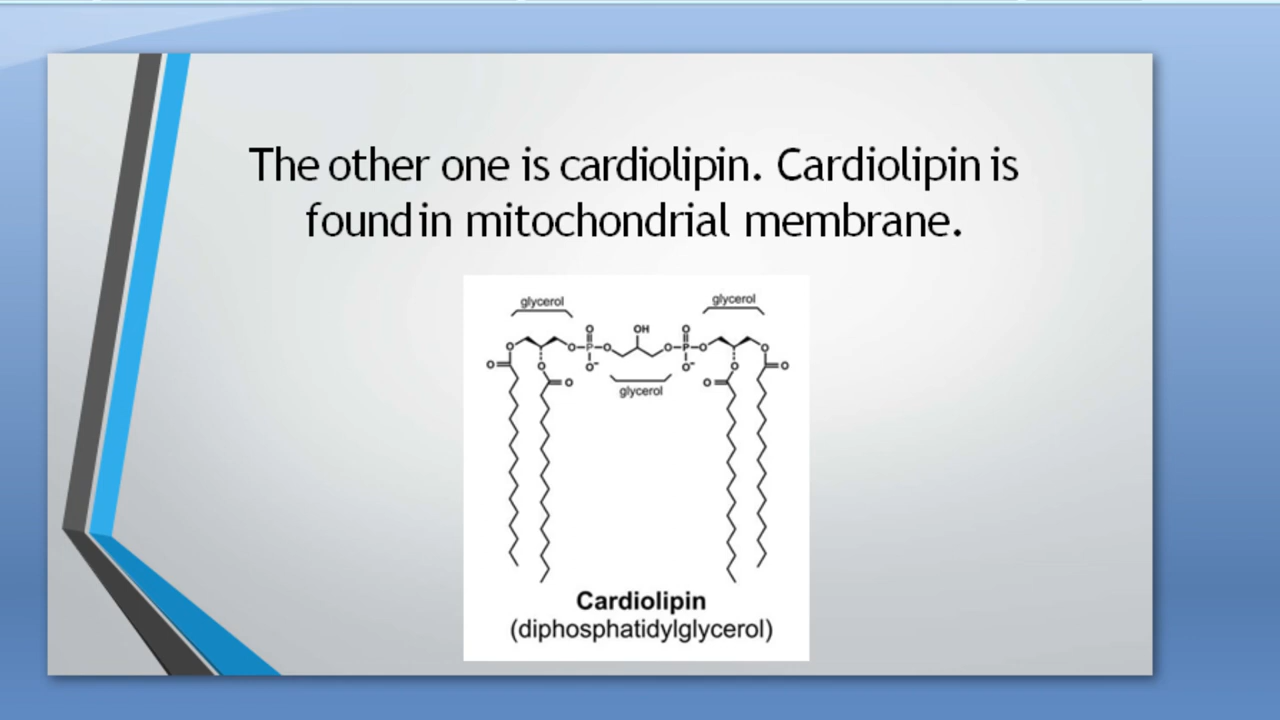 The other one is cardiolipin. Cardiolipin is
found in mitochondrial membrane.
glycerol
glycerol
O
OH
O
O
O
P
O
O
P
O
O
O
O
O-
O-
O
O
O
O
glycerol
Cardiolipin
(diphosphatidylglycerol)